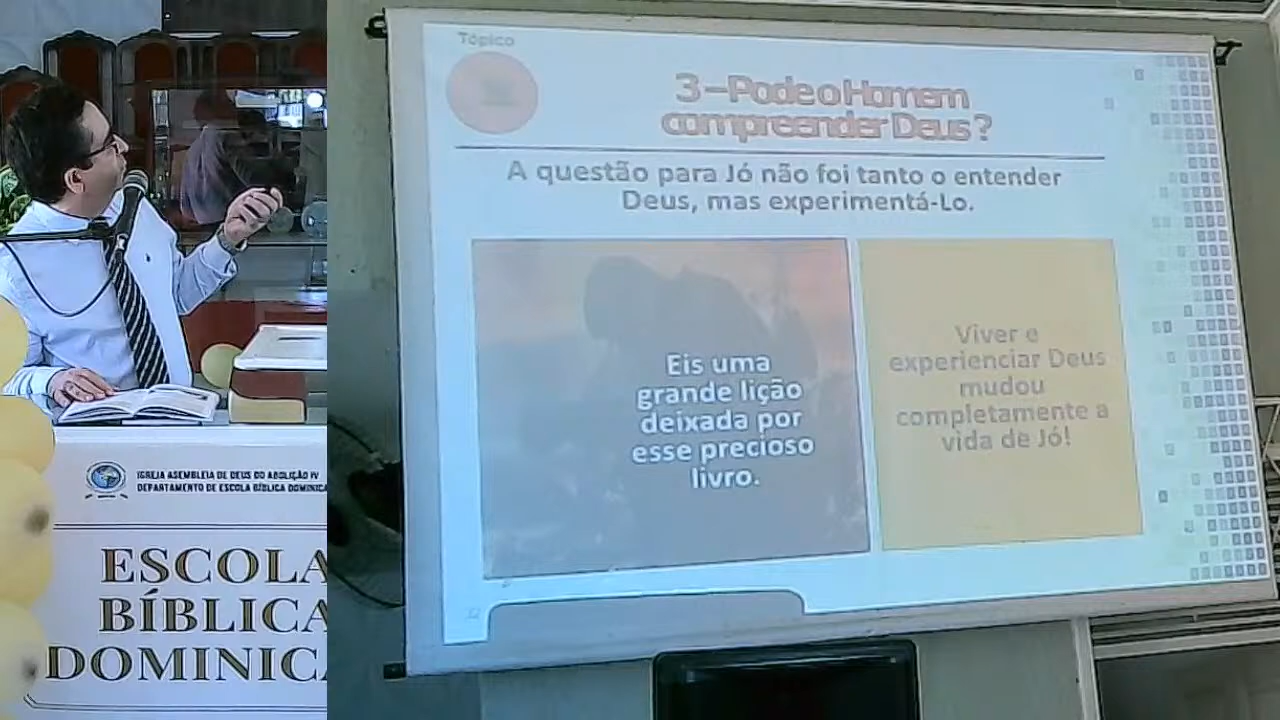 Tópico
3 – Pode o Homem
compreender Deus?
A questão para Jó não foi tanto o entender
Deus, mas experimentá-Lo.
Eis uma
grande lição
deixada por
esse precioso
livro.
Viver e
experienciar Deus
mudou
completamente a
vida de Jó!
IGREJA ASEMBLEIA DE DEUS DO ABOLIÇÃO IV
DEPARTAMENTO DE ESCOLA BÍBLICA DOMINICA
ESCOLA
BÍBLICA
DOMINICA